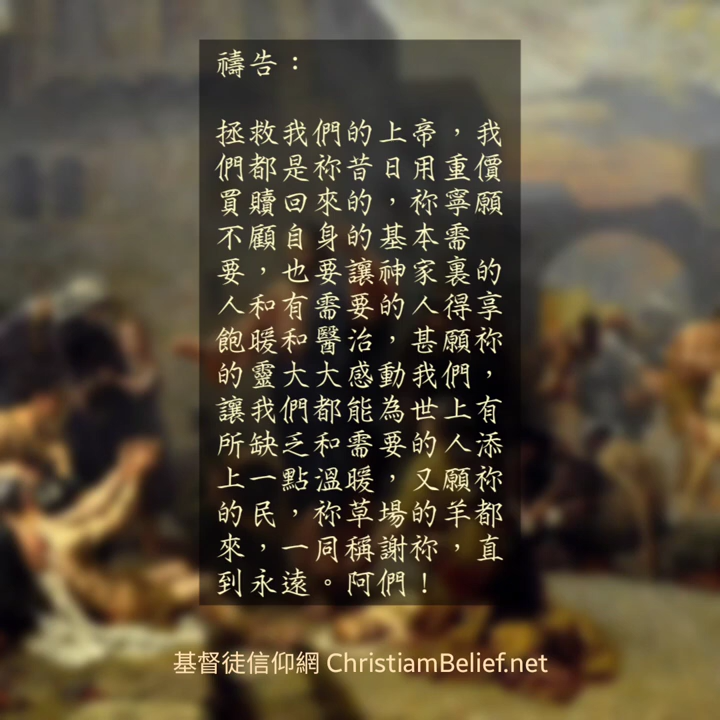 禱告：
拯救我們的上帝，我
們都是祢昔日用重價
買贖回來的，祢寧願
不顧自身的基本需
要，也要讓神家裏的
人和有需要的人得享
飽暖和醫治，甚願祢
的靈大大感動我們，
讓我們都能為世上有
所缺乏和需要的人添
上一點溫暖，又願祢
的民，祢草場的羊都
來，一同稱謝祢，直
到永遠。阿們！
基督徒信仰網 ChristiamBelief.net